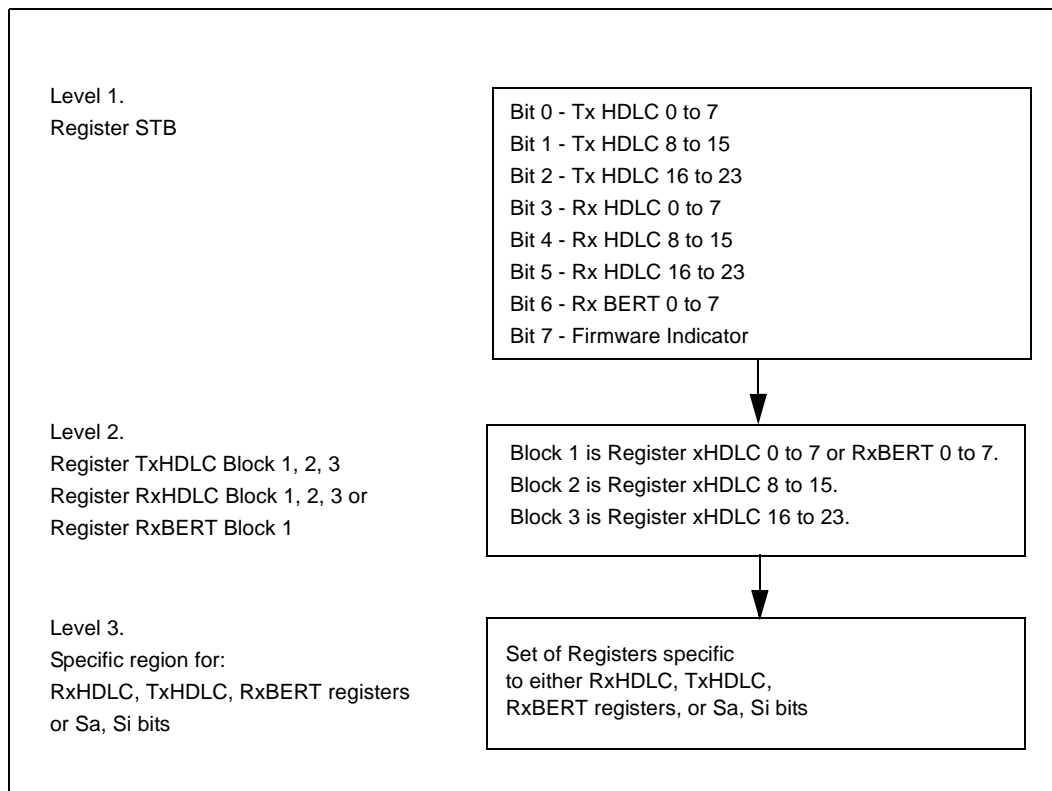 Level 1.
Register STB
Bit 0 - Tx HDLC 0 to 7
Bit 1 - Tx HDLC 8 to 15
Bit 2 - Tx HDLC 16 to 23
Bit 3 - Rx HDLC 0 to 7
Bit 4 - Rx HDLC 8 to 15
Bit 5 - Rx HDLC 16 to 23
Bit 6 - Rx BERT 0 to 7
Bit 7 - Firmware Indicator
Level 2.
Register TxHDLC Block 1, 2, 3
Register RxHDLC Block 1, 2, 3 or
Register RxBERT Block 1
Block 1 is Register xHDLC 0 to 7 or RxBERT 0 to 7.
Block 2 is Register xHDLC 8 to 15.
Block 3 is Register xHDLC 16 to 23.
Level 3.
Specific region for:
RxHDLC, TxHDLC, RxBERT registers
or Sa, Si bits
Set of Registers specific
to either RxHDLC, TxHDLC,
RxBERT registers, or Sa, Si bits